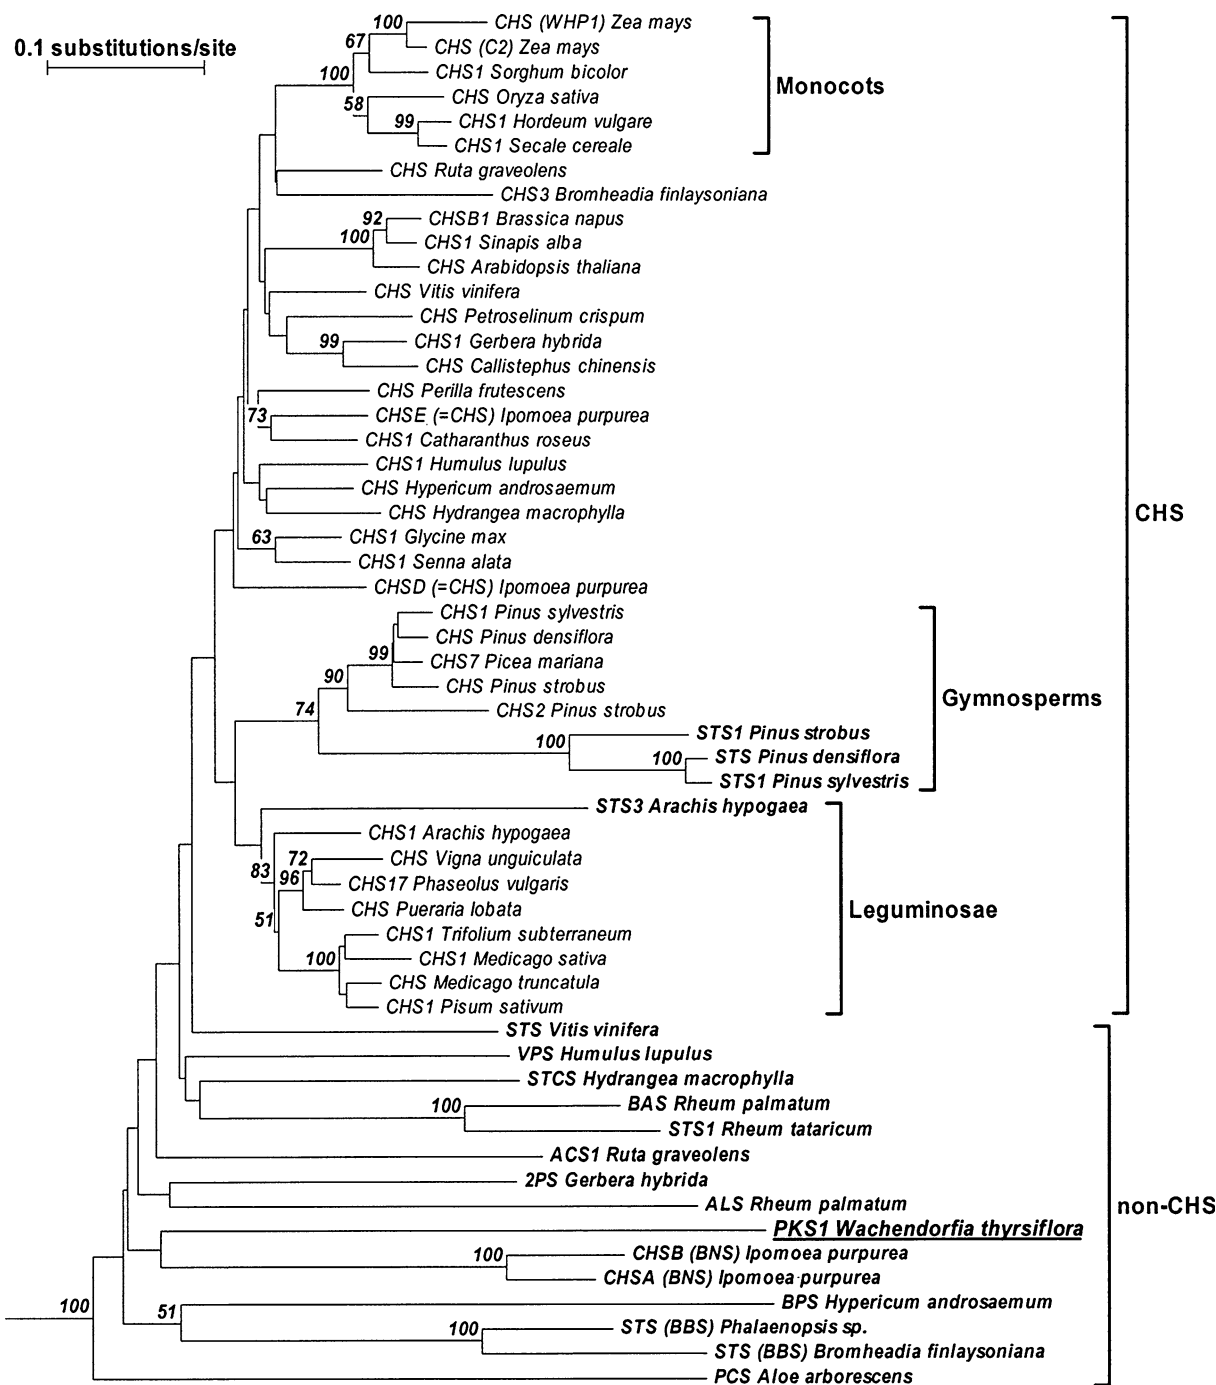 0.1 substitutions/site
100
CHS (WHP1) Zea mays
67
CHS (C2) Zea mays
100
CHS1 Sorghum bicolor
Monocots
58
CHS Oryza sativa
99
CHS1 Hordeum vulgare
CHS1 Secale cereale
CHS Ruta graveolens
CHS3 Bromheadia finlaysoniana
92
CHSB1 Brassica napus
100
CHS1 Sinapis alba
CHS Arabidopsis thaliana
CHS Vitis vinifera
CHS Petroselinum crispum
99
CHS1 Gerbera hybrida
CHS Callistephus chinensis
CHS Perilla frutescens
73
CHSE (=CHS) Ipomoea purpurea
CHS1 Catharanthus roseus
CHS1 Humulus lupulus
CHS Hypericum androsaemum
CHS Hydrangea macrophylla
CHS
63
CHS1 Glycine max
CHS1 Senna alata
CHSD (=CHS) Ipomoea purpurea
CHS1 Pinus sylvestris
CHS Pinus densiflora
99
CHS7 Picea mariana
90
CHS Pinus strobus
Gymnosperms
74
CHS2 Pinus strobus
100
STS1 Pinus strobus
100
STS Pinus densiflora
STS1 Pinus sylvestris
STS3 Arachis hypogaea
CHS1 Arachis hypogaea
83
72
CHS Vigna unguiculata
96
CHS17 Phaseolus vulgaris
51
CHS Pueraria lobata
Leguminosae
CHS1 Trifolium subterraneum
100
CHS1 Medicago sativa
CHS Medicago truncatula
CHS1 Pisum sativum
STS Vitis vinifera
VPS Humulus lupulus
STCS Hydrangea macrophylla
100
BAS Rheum palmatum
STS1 Rheum tataricum
ACS1 Ruta graveolens
2PS Gerbera hybrida
ALS Rheum palmatum
non-CHS
PKS1 Wachendorfia thyrsiflora
100
CHSB (BNS) Ipomoea purpurea
CHSA (BNS) Ipomoea purpurea
100
51
BPS Hypericum androsaemum
100
STS (BBS) Phalaenopsis sp.
STS (BBS) Bromheadia finlaysoniana
PCS Aloe arborescens